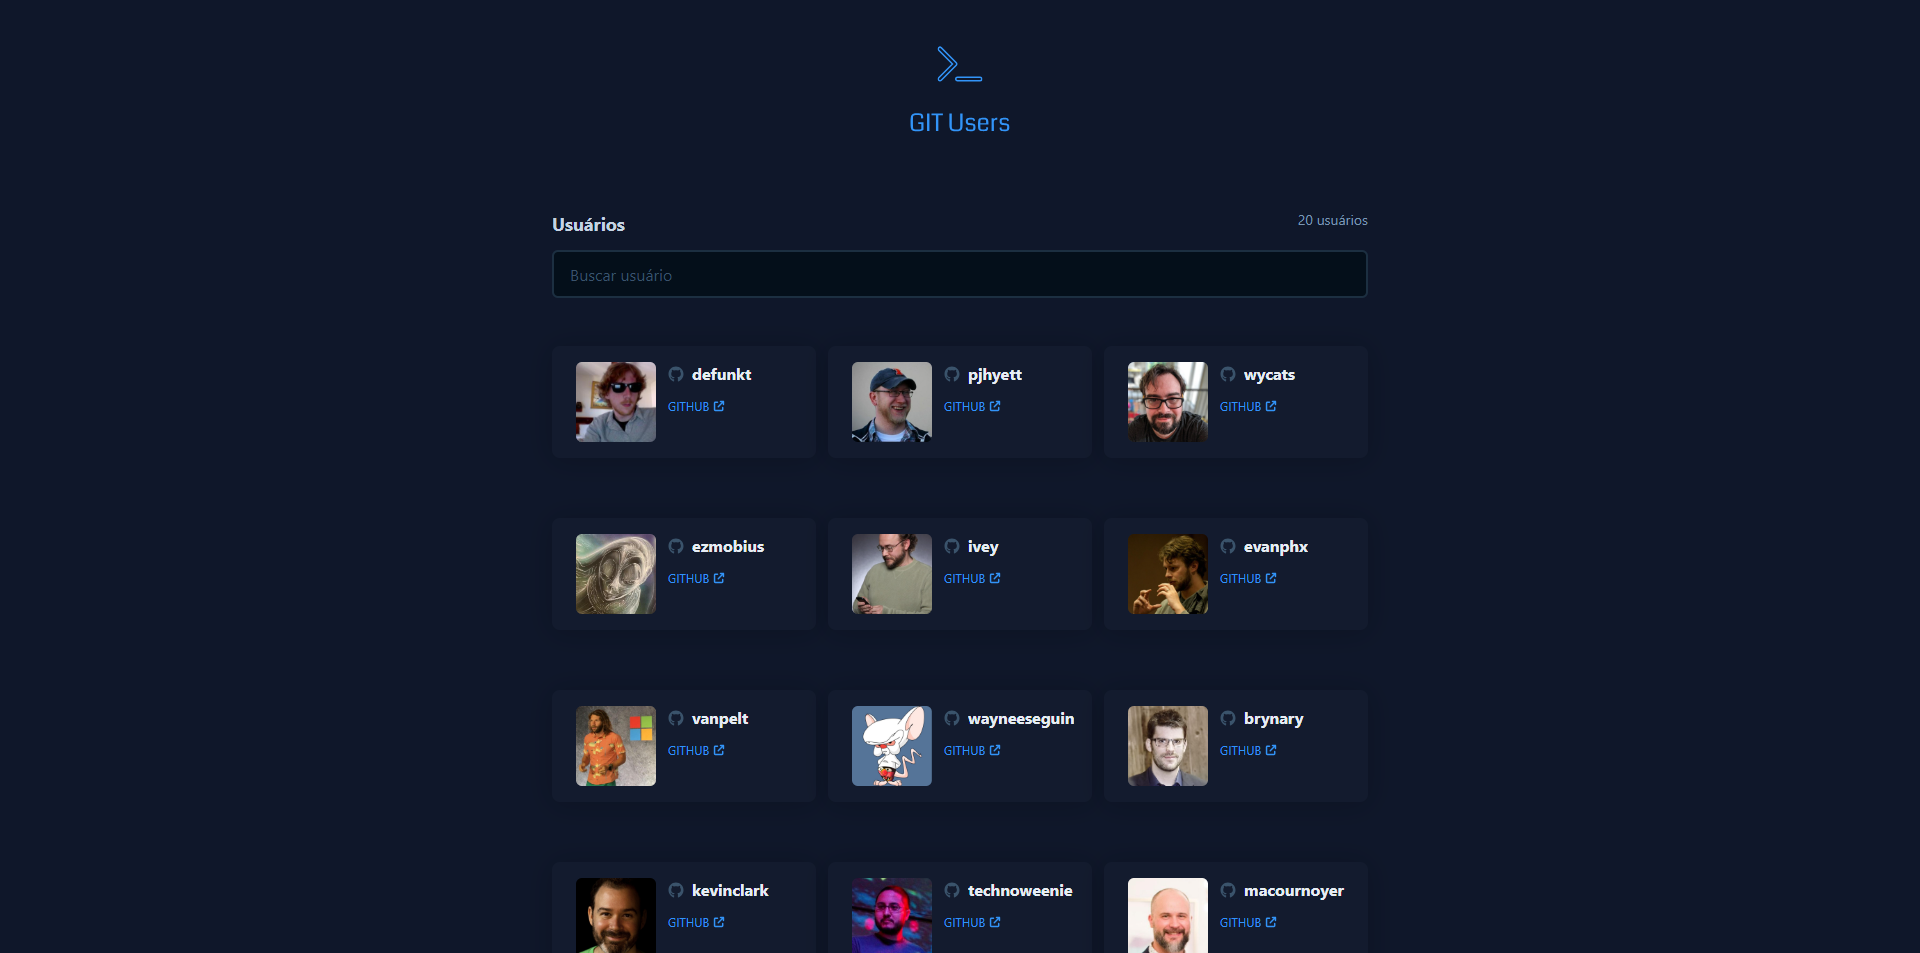 GIT Users
Usuários
20 usuários
Buscar usuário
defunkt
GITHUB
pjhyett
GITHUB
wycats
GITHUB
ezmobius
GITHUB
ivey
GITHUB
evanphx
GITHUB
vanpelt
GITHUB
wayneeseguin
GITHUB
brynary
GITHUB
kevinclark
GITHUB
technoweenie
GITHUB
macournoyer
GITHUB